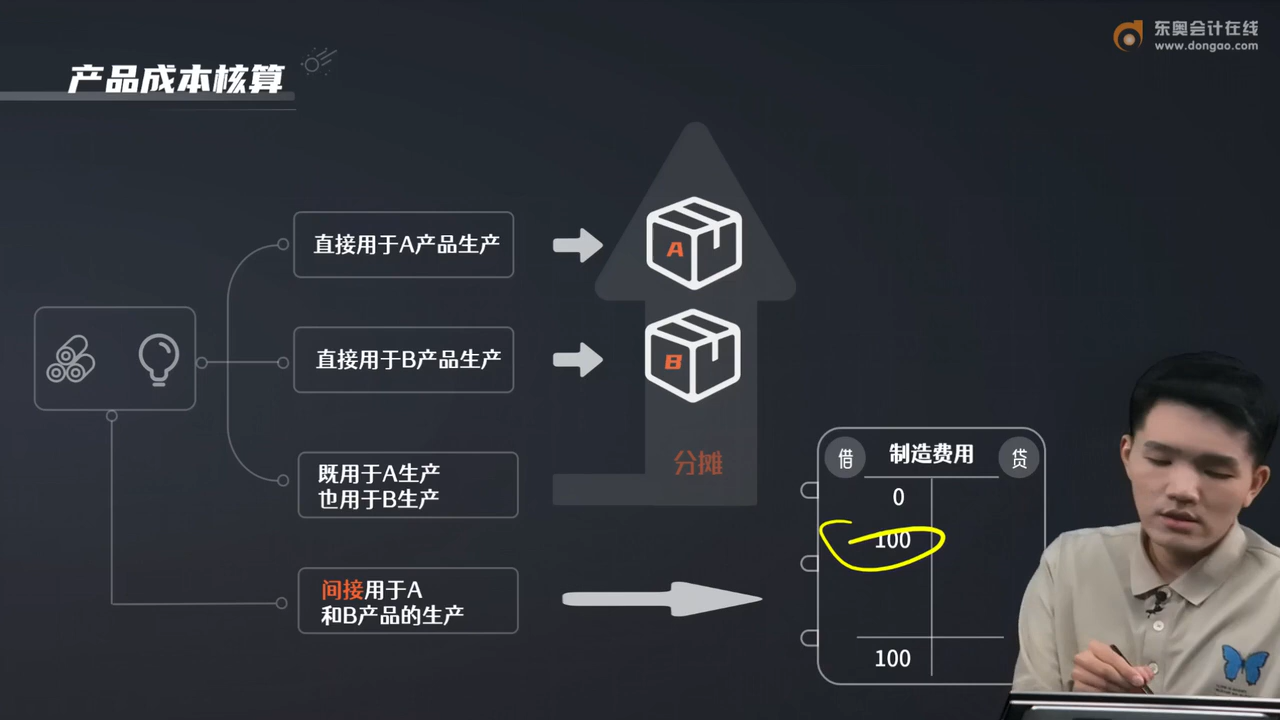 东奥会计在线
www.dongao.com
产品成本核算
直接用于A产品生产
A
直接用于B产品生产
B
既用于A生产
也用于B生产
分摊
间接用于A
和B产品的生产
借 制造费用 贷
0
100
100